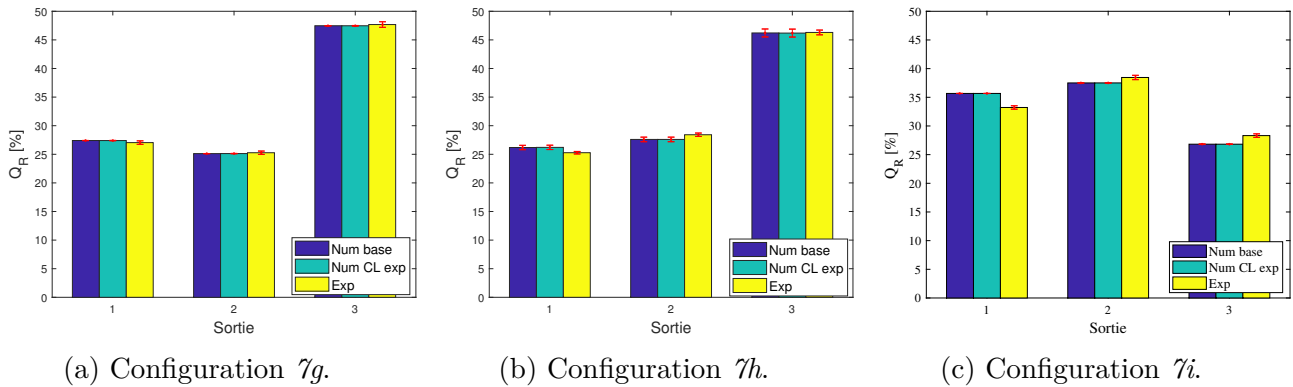 50
45
40
35
30
25
20
15
10
5
0
Q_R [%]
1 2 3
Sortie
Num base
Num CL exp
Exp
50
45
40
35
30
25
20
15
10
5
0
Q_R [%]
1 2 3
Sortie
Num base
Num CL exp
Exp
50
45
40
35
30
25
20
15
10
5
0
Q_R [%]
1 2 3
Sortie
Num base
Num CL exp
Exp
(a) Configuration 7̃g.
(b) Configuration 7̃h.
(c) Configuration 7̃i.